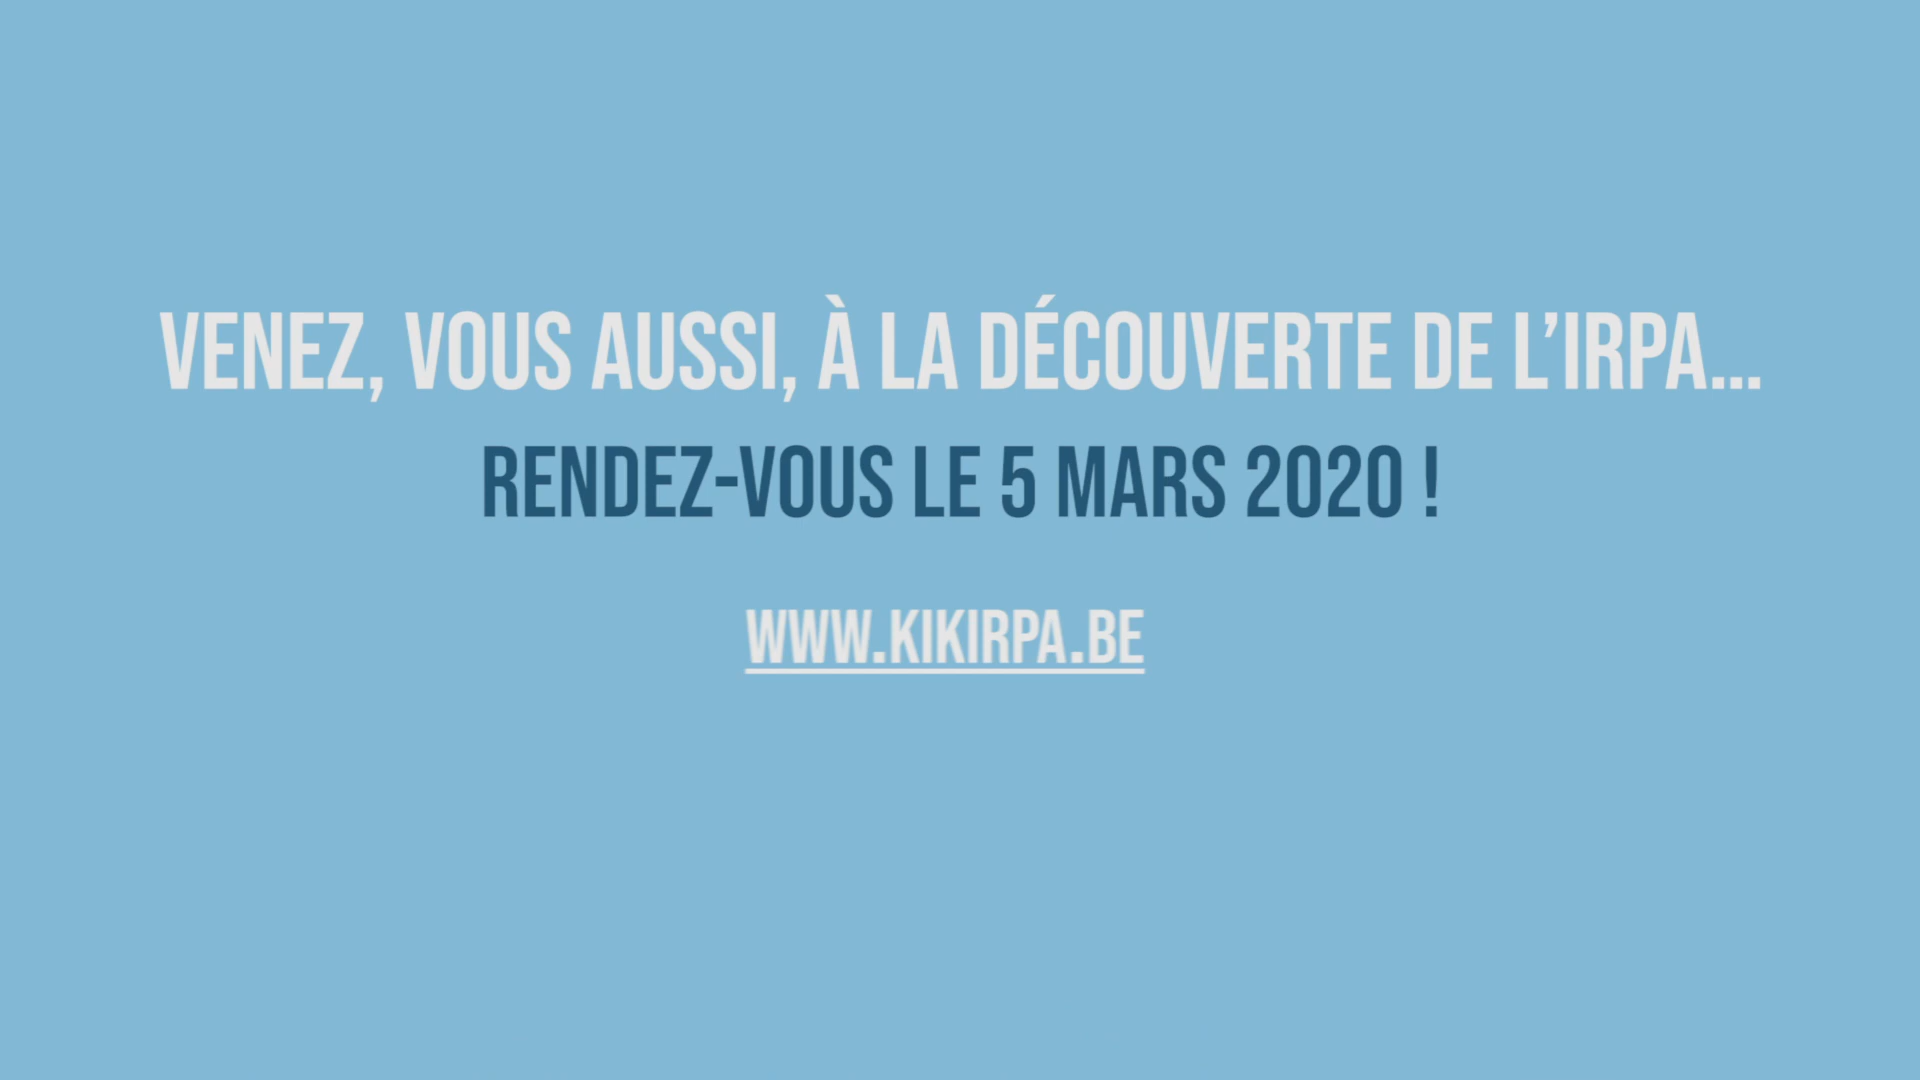 VENEZ, VOUS AUSSI, À LA DÉCOUVERTE DE L’IRPA...
RENDEZ-VOUS LE 5 MARS 2020 !
WWW.KIKIRPA.BE